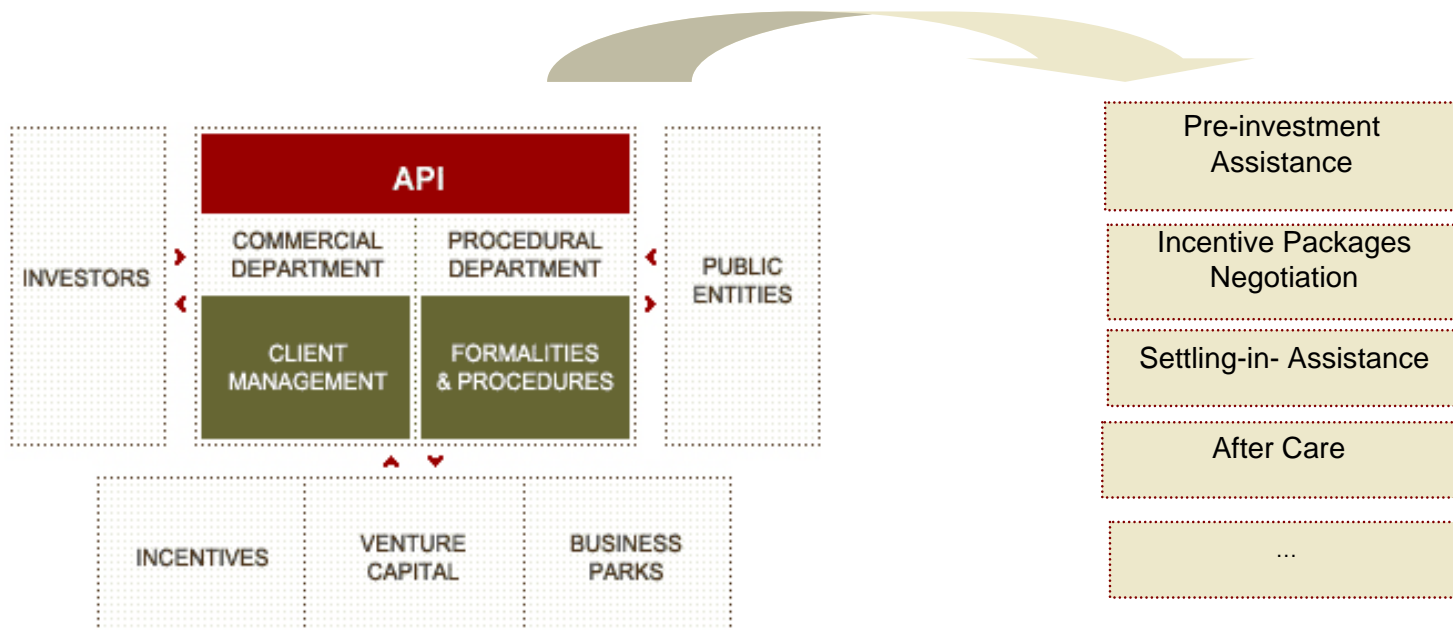 API
COMMERCIAL
DEPARTMENT
PROCEDURAL
DEPARTMENT
INVESTORS
PUBLIC
ENTITIES
CLIENT
MANAGEMENT
FORMALITIES
& PROCEDURES
INCENTIVES
VENTURE
CAPITAL
BUSINESS
PARKS
Pre-investment
Assistance
Incentive Packages
Negotiation
Settling-in- Assistance
After Care
...